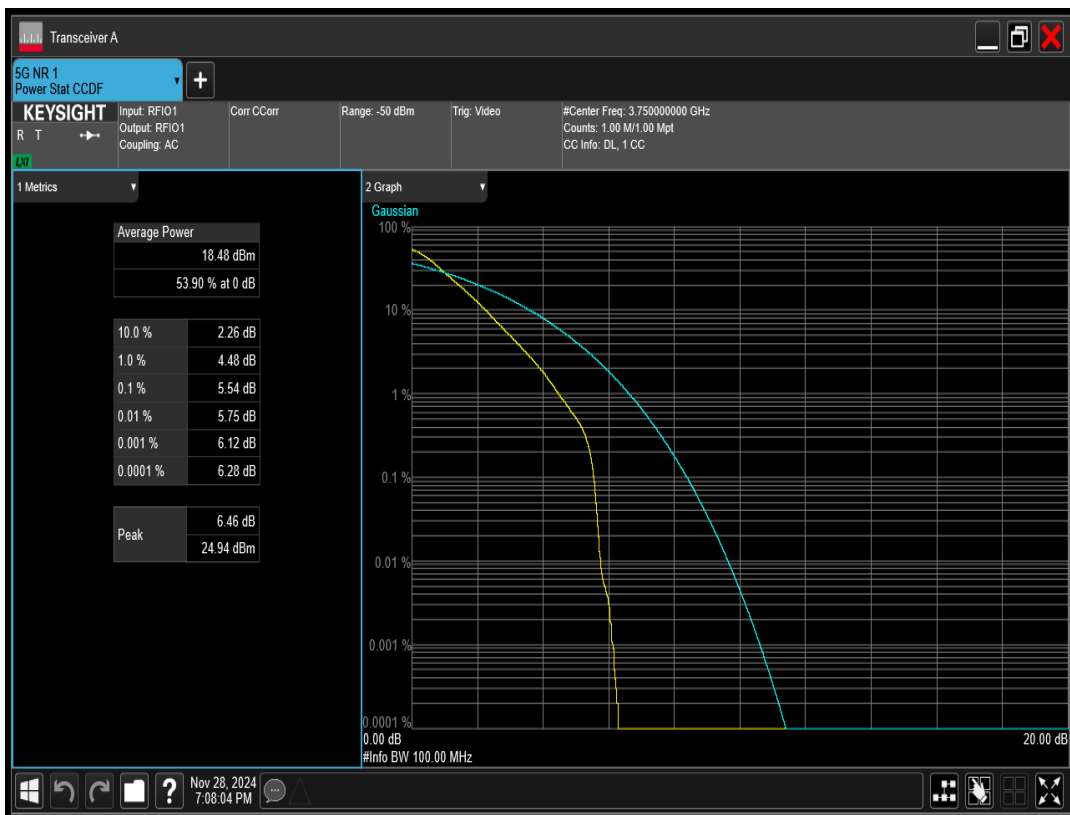 Transceiver A
5G NR 1
Power Stat CCDF
KEYSIGHT
R T
LXI
Input: RFIO1
Output: RFIO1
Coupling: AC
Corr CCorr
Range: -50 dBm
Trig: Video
#Center Freq: 3.750000000 GHz
Counts: 1.00 M/1.00 Mpt
CC Info: DL, 1 CC
1 Metrics
Average Power
18.48 dBm
53.90 % at 0 dB
10.0 % 2.26 dB
1.0 % 4.48 dB
0.1 % 5.54 dB
0.01 % 5.75 dB
0.001 % 6.12 dB
0.0001 % 6.28 dB
Peak 6.46 dB
24.94 dBm
2 Graph
Gaussian
100 %
10 %
1 %
0.1 %
0.01 %
0.001 %
0.0001 %
0.00 dB 20.00 dB
#Info BW 100.00 MHz
? Nov 28, 2024
7:08:04 PM